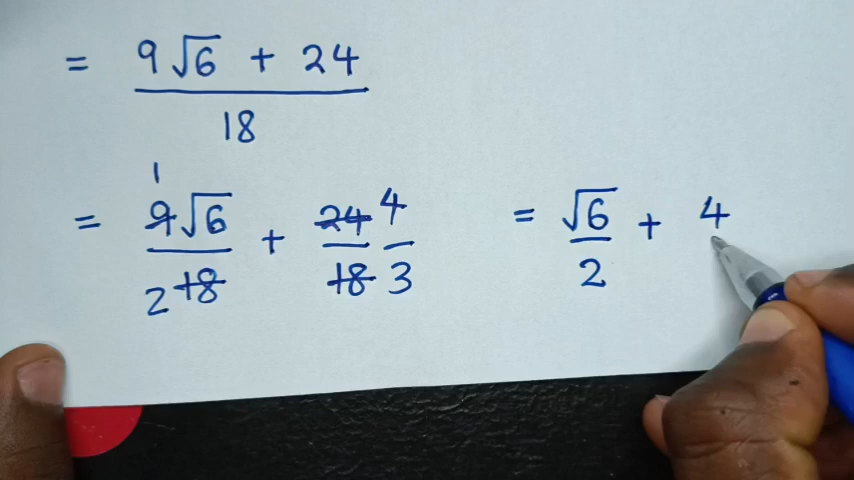 = (9√6 + 24)/18
= 9√6/18 1 2 + 24/18 4/3 = √6/2 + 4